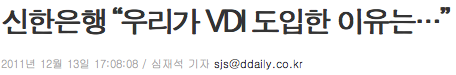 신한은행 “우리가 VDI 도입한 이유는…”
2011년 12월 13일 17:08:08 / 심재석 기자 sjs@ddaily.co.kr